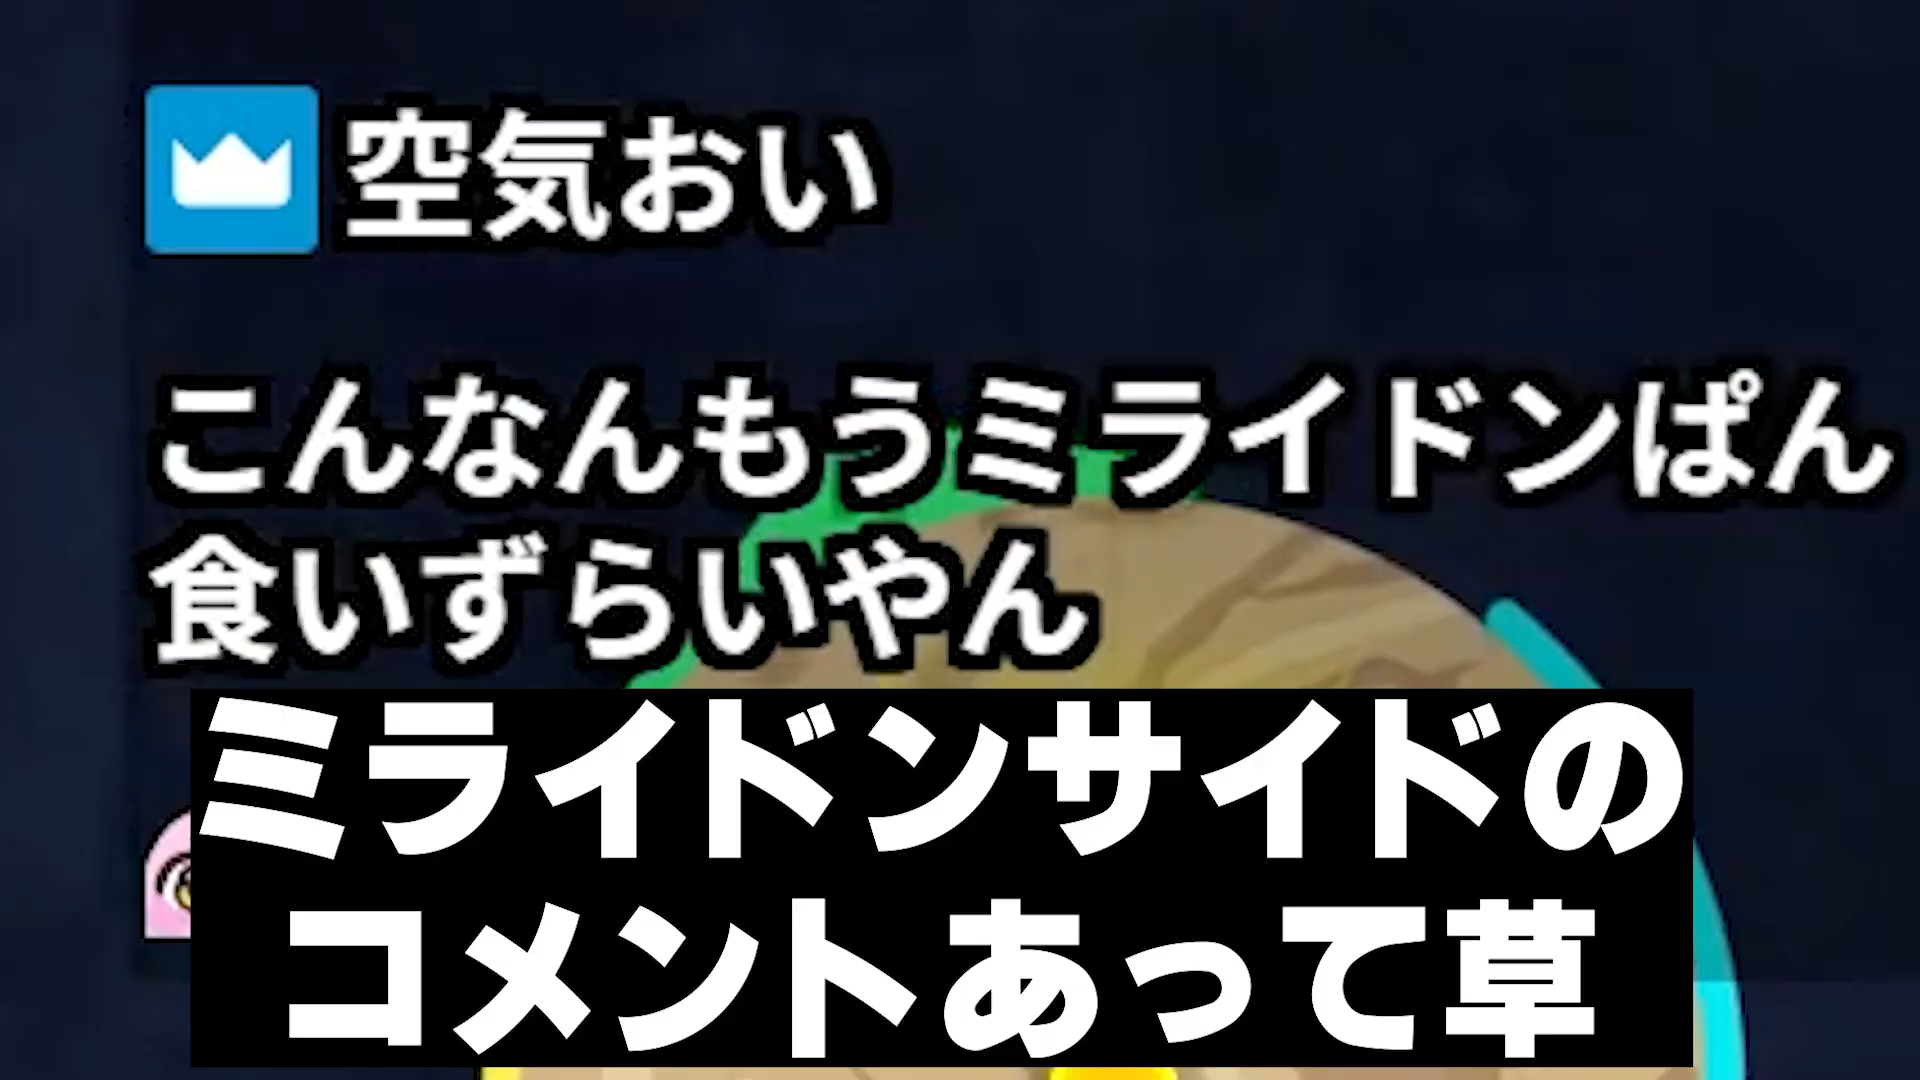 空気おい
こんなんもうミライドンぱん
食いずらいやん
ミライドンサイドの
コメントあって草